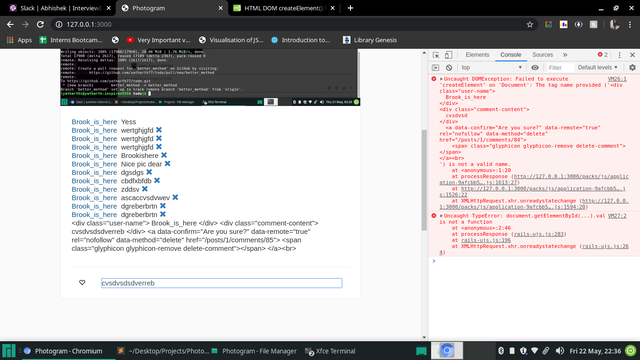 Slack | Abhishek | Interview
Photogram
HTML DOM createElement()
127.0.0.1:3000
Apps
Interns Bootcamp...
Very Important v...
Visualisation of JS...
Introduction to O...
Library Genesis
Brook_is_here Yess
Brook_is_here wertghjgfd
Brook_is_here wertghjgfd
Brook_is_here wertghjgfd
Brook_is_here Brookishere
Brook_is_here Nice pic dear
Brook_is_here dgsdgs
Brook_is_here cbdfxbfdb
Brook_is_here zddsv
Brook_is_here ascacvsvdwev
Brook_is_here dgreberbrtn
Brook_is_here dgreberbrtn
<div class="user-name"> Brook_is_here </div> <div class="comment-content">
cvsdvsdsdverreb </div> <a data-confirm="Are you sure?" data-remote="true"
rel="nofollow" data-method="delete" href="/posts/1/comments/85"> <span
class="glyphicon glyphicon-remove delete-comment"></span> </a><br>
cvsdvsdsdverreb
Elements
Console
2
top
Filter
Default levels
Uncaught DOMException: Failed to execute
VM26:1
'createElement' on 'Document': The tag name provided ('<div
class="user-name">
Brook_is_here
</div>
<div class="comment-content">
cvsdvsd
</div>
<a data-confirm="Are you sure?" data-remote="true"
rel="nofollow" data-method="delete"
href="/posts/1/comments/84">
<span class="glyphicon glyphicon-remove delete-comment">
</span>
</a><br>
') is not a valid name.
at <anonymous>:1:20
at processResponse (http://127.0.0.1:3000/packs/js/application-9afcbb5…
.js:1613:27)
at http://127.0.0.1:3000/packs/js/application-9afcbb5…
.js:1526:22
at XMLHttpRequest.xhr.onreadystatechange (http://127.0.0.1:3000/packs/js/application-9afcbb5…
.js:1594:20)
Uncaught TypeError: document.getElementById(...).val
VM27:2
is not a function
at <anonymous>:2:46
at processResponse (rails-ujs.js:283)
at rails-ujs.js:196
at XMLHttpRequest.xhr.onreadystatechange (rails-ujs.js:264)
Photogram - Chromium
~/Desktop/Projects/Photo...
Photogram - File Manager
Xfce Terminal
Fri 22 May, 22:36